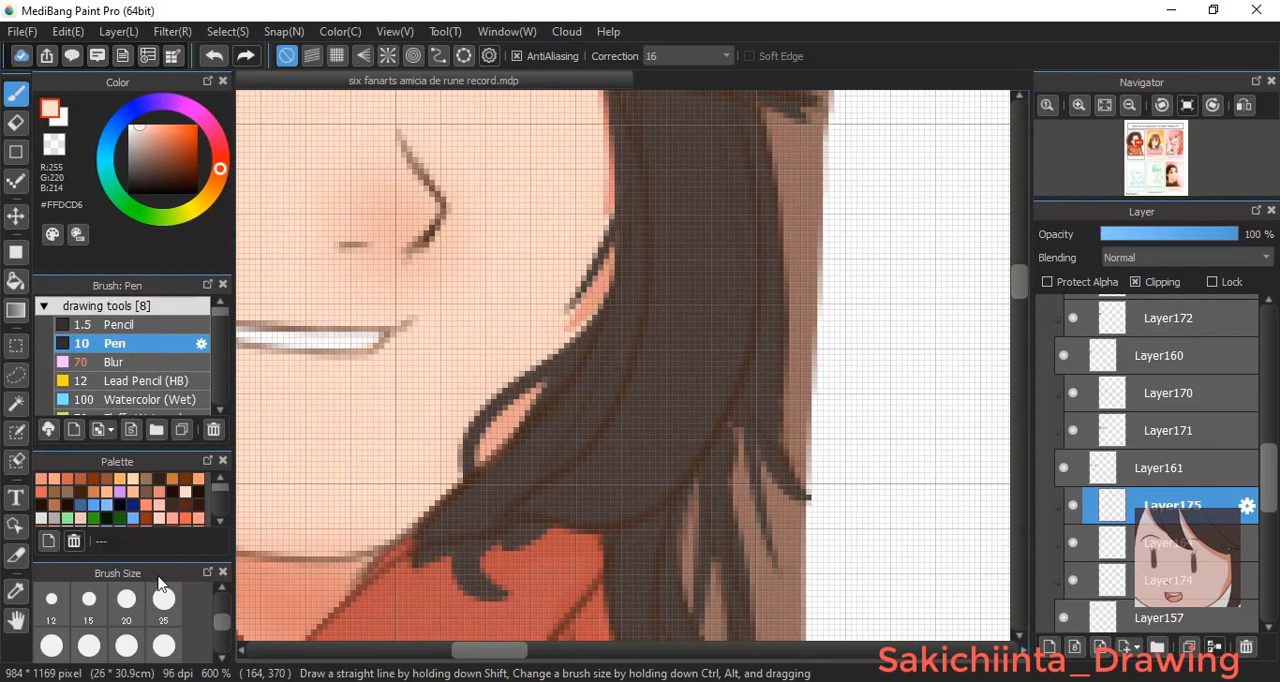 MediBang Paint Pro (64bit)
File(F) Edit(E) Layer(L) Filter(R) Select(S) Snap(N) Color(C) View(V) Tool(T) Window(W) Cloud Help
AntiAliasing Correction 16 Soft Edge
Color
six fanarts amicia de rune record.mdp
Navigator
R:255
G:220
B:214
#FFDCD6
Layer
Opacity 100 %
Blending Normal
Protect Alpha Clipping Lock
Brush: Pen
drawing tools [8]
1.5 Pencil
10 Pen
70 Blur
12 Lead Pencil (HB)
100 Watercolor (Wet)
Layer172
Layer160
Layer170
Layer171
Layer161
Layer175
Layer174
Layer157
Palette
---
Brush Size
12 15 20 25
984 * 1169 pixel (26 * 30.9cm) 96 dpi 600 % ( 164, 370 ) Draw a straight line by holding down Shift, Change a brush size by holding down Ctrl, Alt, and dragging
Sakichiinta_Drawing